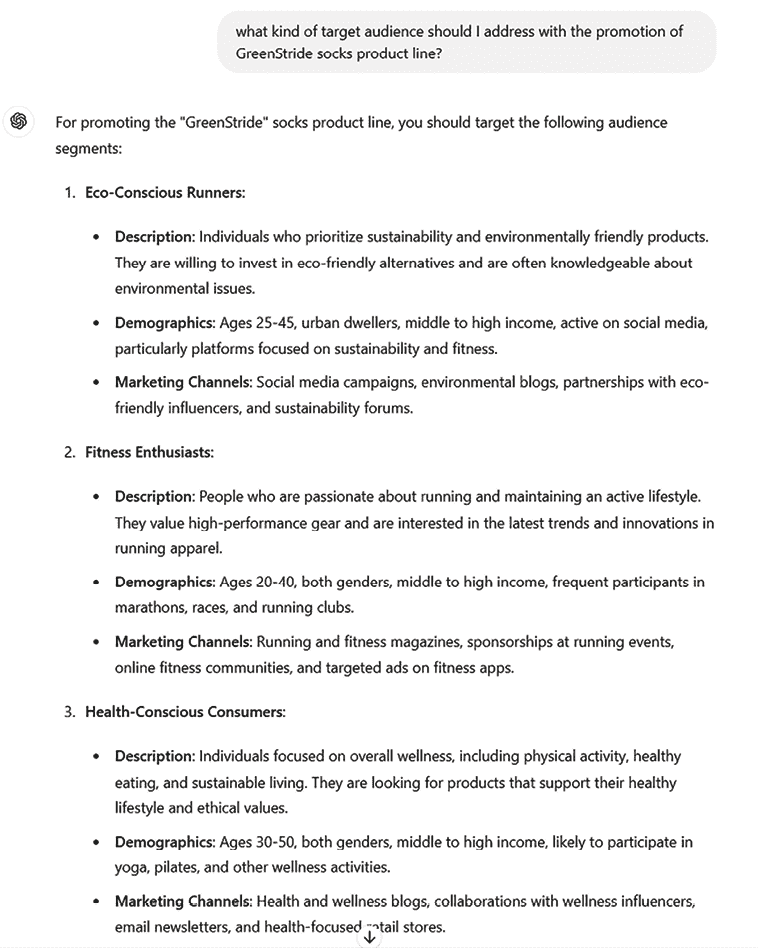 what kind of target audience should I address with the promotion of
GreenStride socks product line?
For promoting the "GreenStride" socks product line, you should target the following audience
segments:
1. Eco-Conscious Runners:
• Description: Individuals who prioritize sustainability and environmentally friendly products.
They are willing to invest in eco-friendly alternatives and are often knowledgeable about
environmental issues.
• Demographics: Ages 25-45, urban dwellers, middle to high income, active on social media,
particularly platforms focused on sustainability and fitness.
• Marketing Channels: Social media campaigns, environmental blogs, partnerships with eco-
friendly influencers, and sustainability forums.
2. Fitness Enthusiasts:
• Description: People who are passionate about running and maintaining an active lifestyle.
They value high-performance gear and are interested in the latest trends and innovations in
running apparel.
• Demographics: Ages 20-40, both genders, middle to high income, frequent participants in
marathons, races, and running clubs.
• Marketing Channels: Running and fitness magazines, sponsorships at running events,
online fitness communities, and targeted ads on fitness apps.
3. Health-Conscious Consumers:
• Description: Individuals focused on overall wellness, including physical activity, healthy
eating, and sustainable living. They are looking for products that support their healthy
lifestyle and ethical values.
• Demographics: Ages 30-50, both genders, middle to high income, likely to participate in
yoga, pilates, and other wellness activities.
• Marketing Channels: Health and wellness blogs, collaborations with wellness influencers,
email newsletters, and health-focused retail stores.